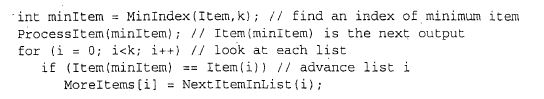 int minItem = MinIndex(Item,k); // find an index of minimum item
ProcessItem(minItem); // Item(minItem) is the next output
for (i = 0; i<k; i++) // look at each list
if (Item(minItem) == Item(i)) // advance list i
MoreItems[i] = NextItemInList(i);